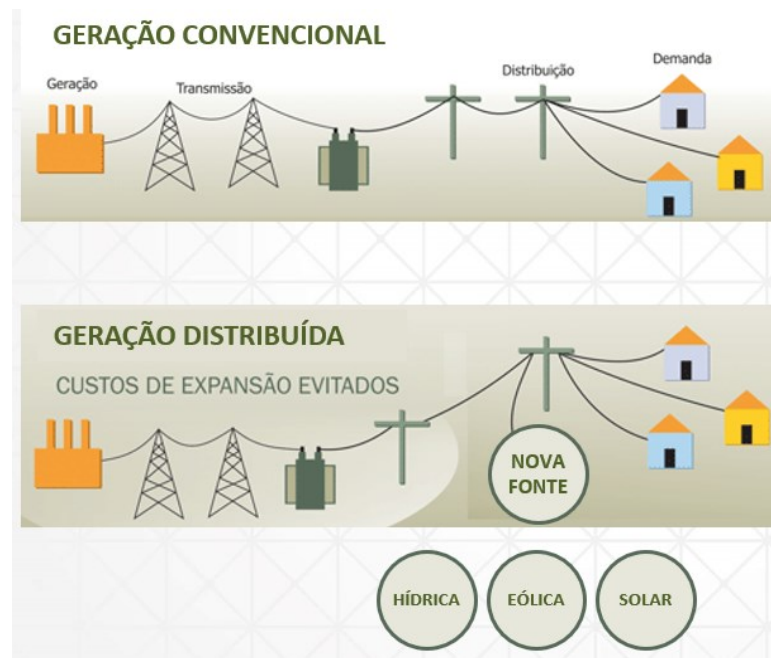 GERAÇÃO CONVENCIONAL
Geração
Transmissão
Distribuição
Demanda
GERAÇÃO DISTRIBUÍDA
CUSTOS DE EXPANSÃO EVITADOS
NOVA
FONTE
HÍDRICA
EÓLICA
SOLAR